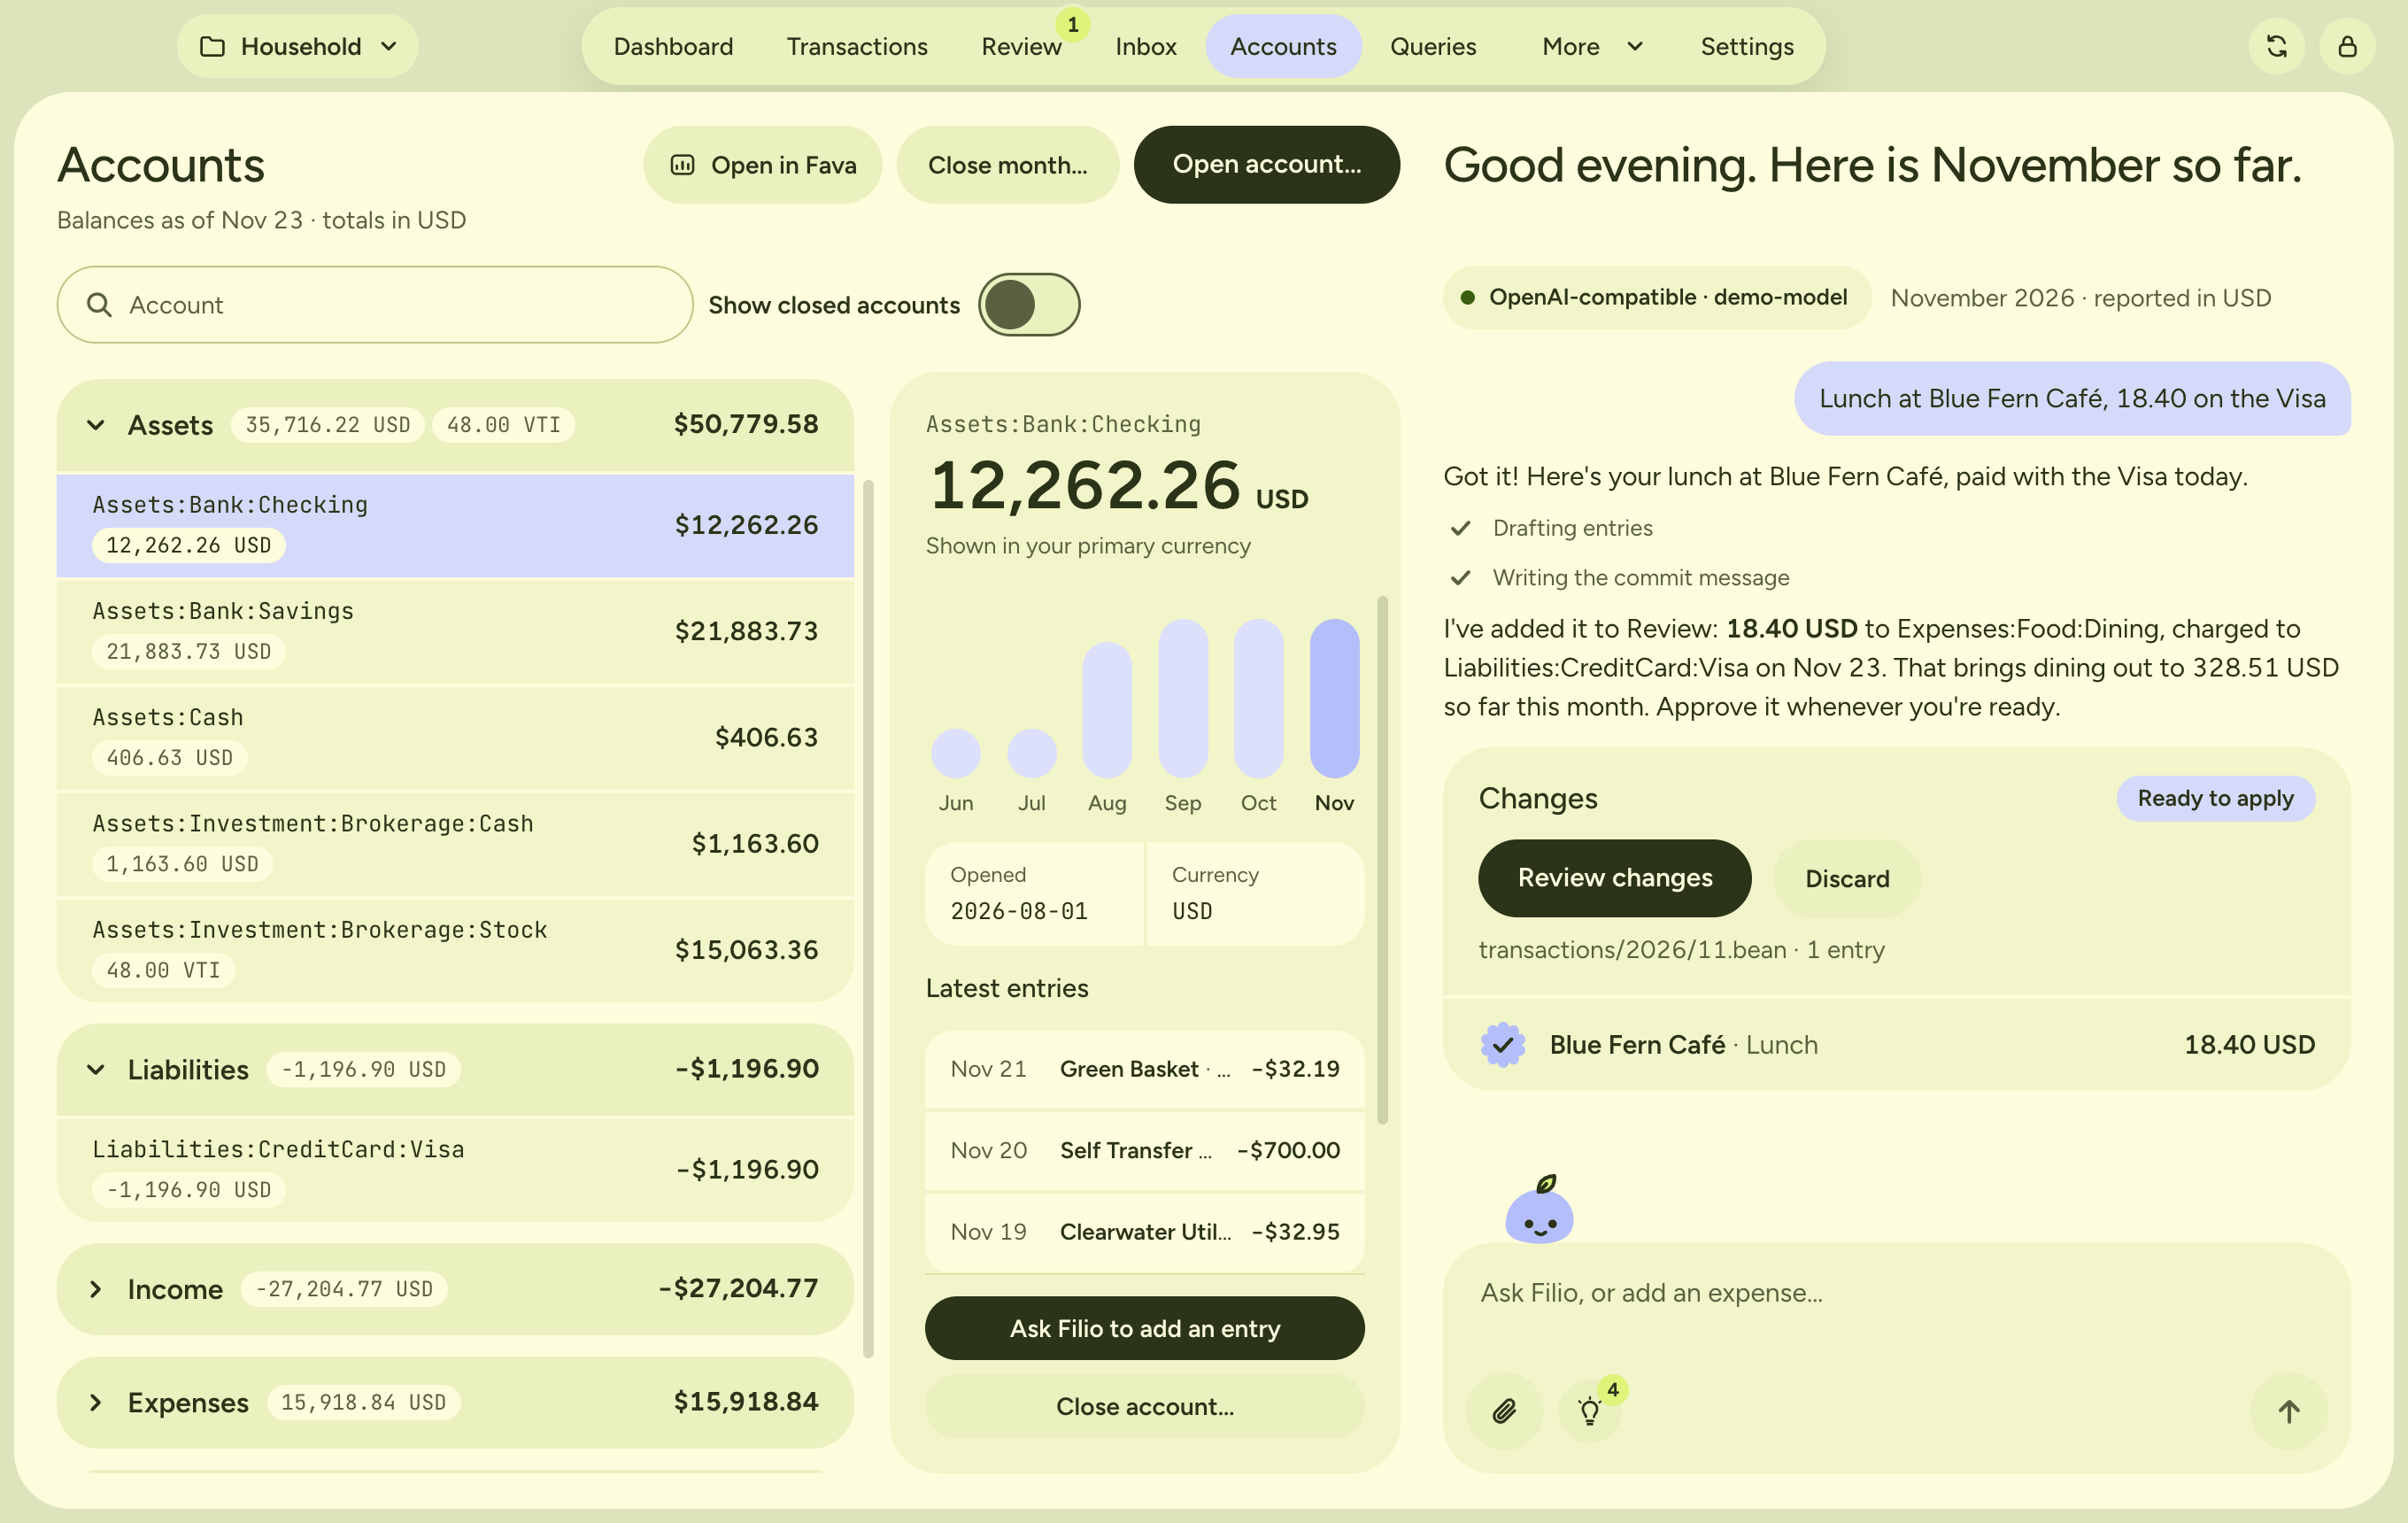 Household
Dashboard
Transactions
Review
1
Inbox
Accounts
Queries
More
Settings
Accounts
Balances as of Nov 23 · totals in USD
Open in Fava
Close month...
Open account...
Account
Show closed accounts
Assets 35,716.22 USD 48.00 VTI $50,779.58
Assets:Bank:Checking
12,262.26 USD
$12,262.26
Assets:Bank:Savings
21,883.73 USD
$21,883.73
Assets:Cash
406.63 USD
$406.63
Assets:Investment:Brokerage:Cash
1,163.60 USD
$1,163.60
Assets:Investment:Brokerage:Stock
48.00 VTI
$15,063.36
Liabilities -1,196.90 USD -$1,196.90
Liabilities:CreditCard:Visa
-1,196.90 USD
-$1,196.90
Income -27,204.77 USD -$27,204.77
Expenses 15,918.84 USD $15,918.84
Assets:Bank:Checking
12,262.26 USD
Shown in your primary currency
Jun Jul Aug Sep Oct Nov
Opened
2026-08-01
Currency
USD
Latest entries
Nov 21 Green Basket · ... -$32.19
Nov 20 Self Transfer ... -$700.00
Nov 19 Clearwater Util... -$32.95
Ask Filio to add an entry
Close account...
Good evening. Here is November so far.
OpenAI-compatible · demo-model
November 2026 · reported in USD
Lunch at Blue Fern Café, 18.40 on the Visa
Got it! Here's your lunch at Blue Fern Café, paid with the Visa today.
Drafting entries
Writing the commit message
I've added it to Review: 18.40 USD to Expenses:Food:Dining, charged to
Liabilities:CreditCard:Visa on Nov 23. That brings dining out to 328.51 USD
so far this month. Approve it whenever you're ready.
Changes
Ready to apply
Review changes
Discard
transactions/2026/11.bean · 1 entry
Blue Fern Café · Lunch 18.40 USD
Ask Filio, or add an expense...
4